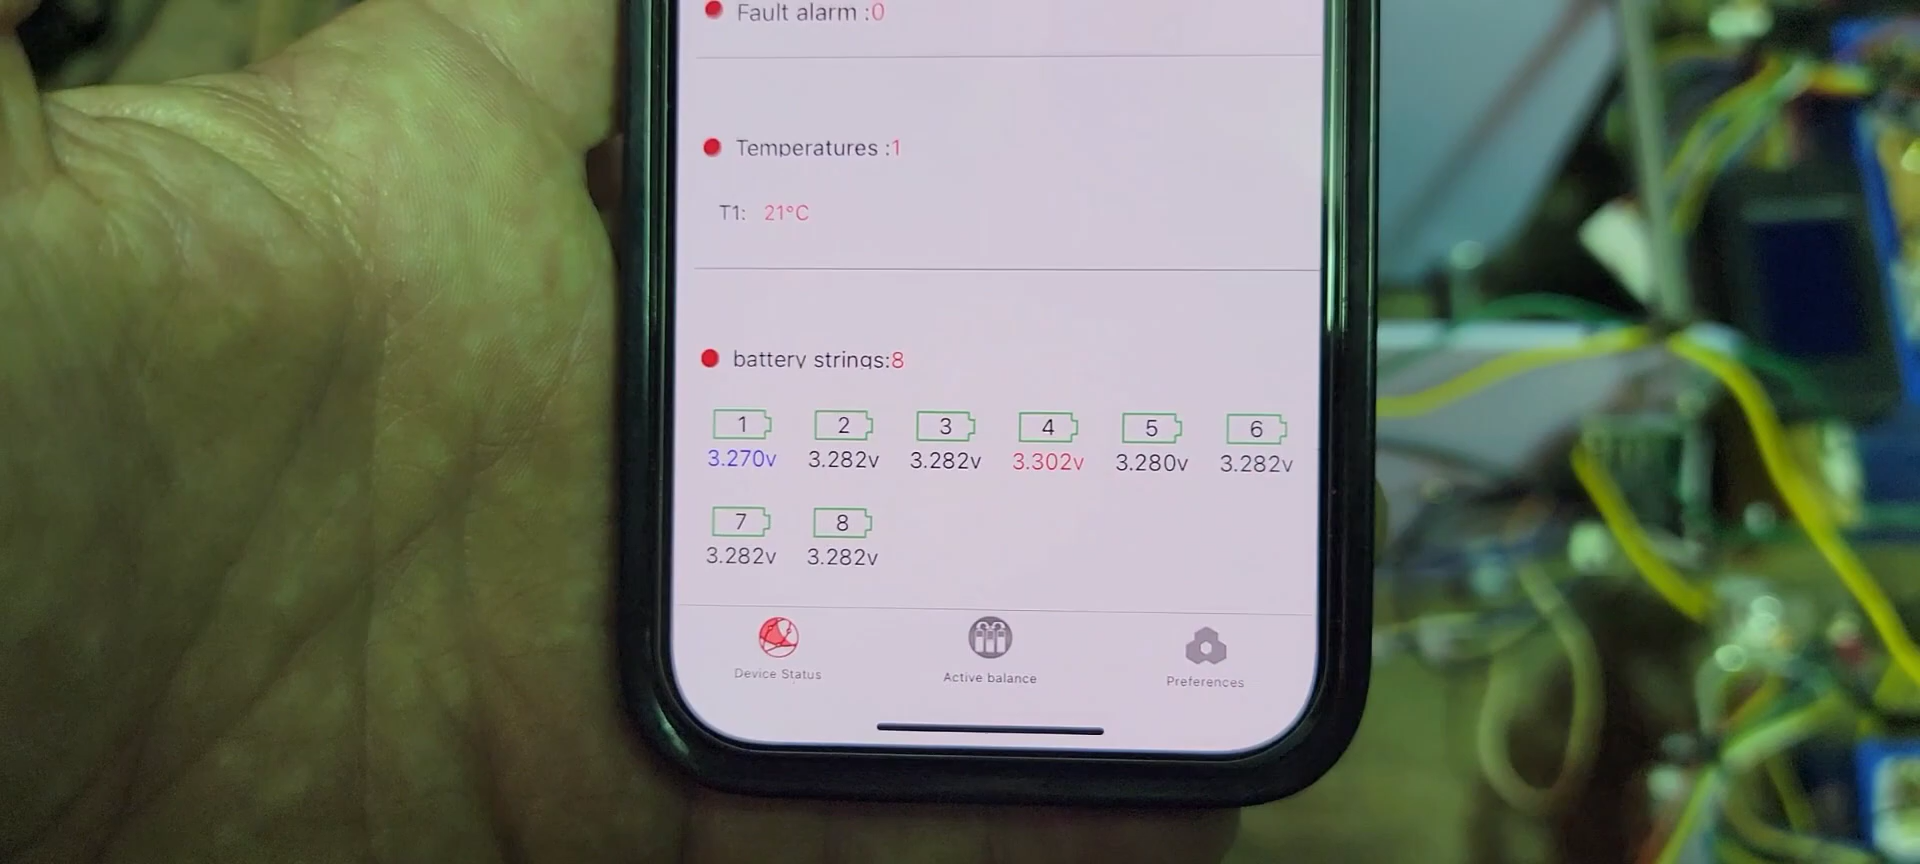 Fault alarm :0
Temperatures :1
T1: 21°C
battery strings:8
1 2 3 4 5 6
3.270v 3.282v 3.282v 3.302v 3.280v 3.282v
7 8
3.282v 3.282v
Device Status Active balance Preferences